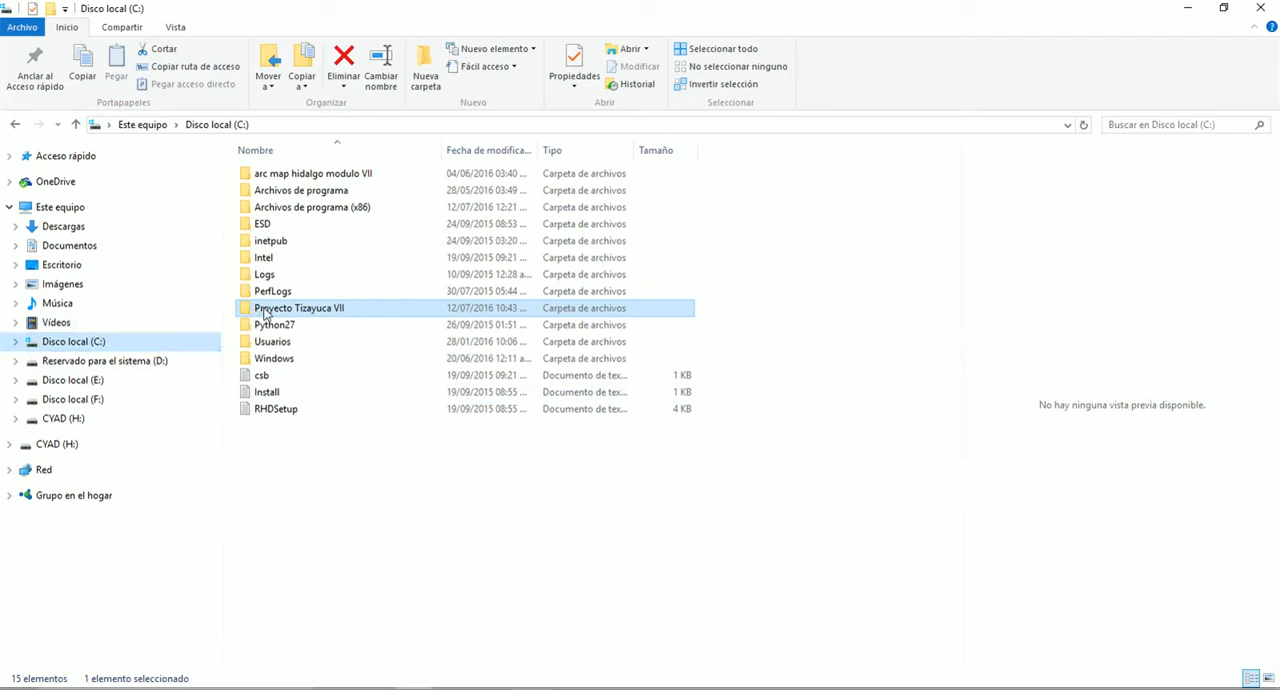 Disco local (C:)
Archivo Inicio Compartir Vista
Anclar al Acceso rápido
Copiar
Pegar
Cortar
Copiar ruta de acceso
Pegar acceso directo
Portapapeles
Mover a
Copiar a
Eliminar
Cambiar nombre
Organizar
Nueva carpeta
Nuevo elemento
Fácil acceso
Nuevo
Propiedades
Abrir
Modificar
Historial
Abrir
Seleccionar todo
No seleccionar ninguno
Invertir selección
Seleccionar
Este equipo > Disco local (C:)
Buscar en Disco local (C:)
Acceso rápido
OneDrive
Este equipo
Descargas
Documentos
Escritorio
Imágenes
Música
Vídeos
Disco local (C:)
Reservado para el sistema (D:)
Disco local (E:)
Disco local (F:)
CYAD (H:)
CYAD (H:)
Red
Grupo en el hogar
Nombre Fecha de modifica... Tipo Tamaño
arc map hidalgo modulo VII 04/06/2016 03:40 ... Carpeta de archivos
Archivos de programa 28/05/2016 03:49 ... Carpeta de archivos
Archivos de programa (x86) 12/07/2016 12:21 ... Carpeta de archivos
ESD 24/09/2015 08:53 ... Carpeta de archivos
inetpub 24/09/2015 03:20 ... Carpeta de archivos
Intel 19/09/2015 09:21 ... Carpeta de archivos
Logs 10/09/2015 12:28 a... Carpeta de archivos
PerfLogs 30/07/2015 05:44 ... Carpeta de archivos
Proyecto Tizayuca VII 12/07/2016 10:43 ... Carpeta de archivos
Python27 26/09/2015 01:51 ... Carpeta de archivos
Usuarios 28/01/2016 10:06 ... Carpeta de archivos
Windows 20/06/2016 12:11 a... Carpeta de archivos
csb 19/09/2015 09:21 ... Documento de tex... 1 KB
Install 19/09/2015 08:55 ... Documento de tex... 1 KB
RHDSetup 19/09/2015 08:55 ... Documento de tex... 4 KB
No hay ninguna vista previa disponible.
15 elementos 1 elemento seleccionado